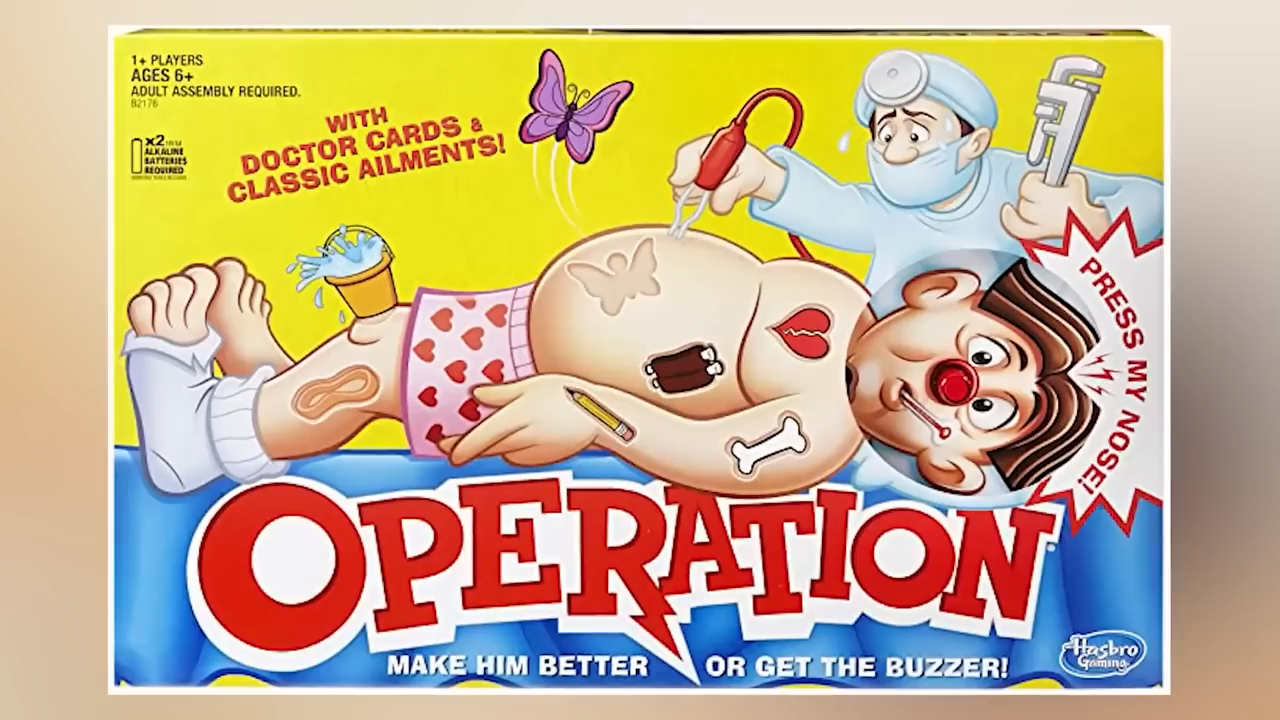 1+ PLAYERS
AGES 6+
ADULT ASSEMBLY REQUIRED.
B2176
x2
ALKALINE
BATTERIES
REQUIRED
WITH
DOCTOR CARDS &
CLASSIC AILMENTS!
PRESS MY NOSE!
OPERATION
MAKE HIM BETTER OR GET THE BUZZER!
Hasbro
Gaming